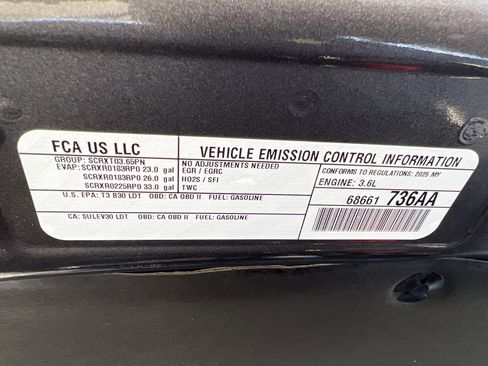 FCA US LLC
VEHICLE EMISSION CONTROL INFORMATION
GROUP: SCRXT03.65PN
EVAP: SCRXR0183RP0 23.0 gal
SCRXR0183RP0 26.0 gal
SCRXR0225RP0 33.0 gal
NO ADJUSTMENTS NEEDED
EGR / EGRC
HO2S / SFI
TWC
CONFORMS TO REGULATIONS: 2025 MY
ENGINE: 3.6L
68661 736AA
U.S. EPA: T3 B30 LDT OBD: CA OBD II FUEL: GASOLINE
CA: SULEV30 LDT OBD: CA OBD II FUEL: GASOLINE